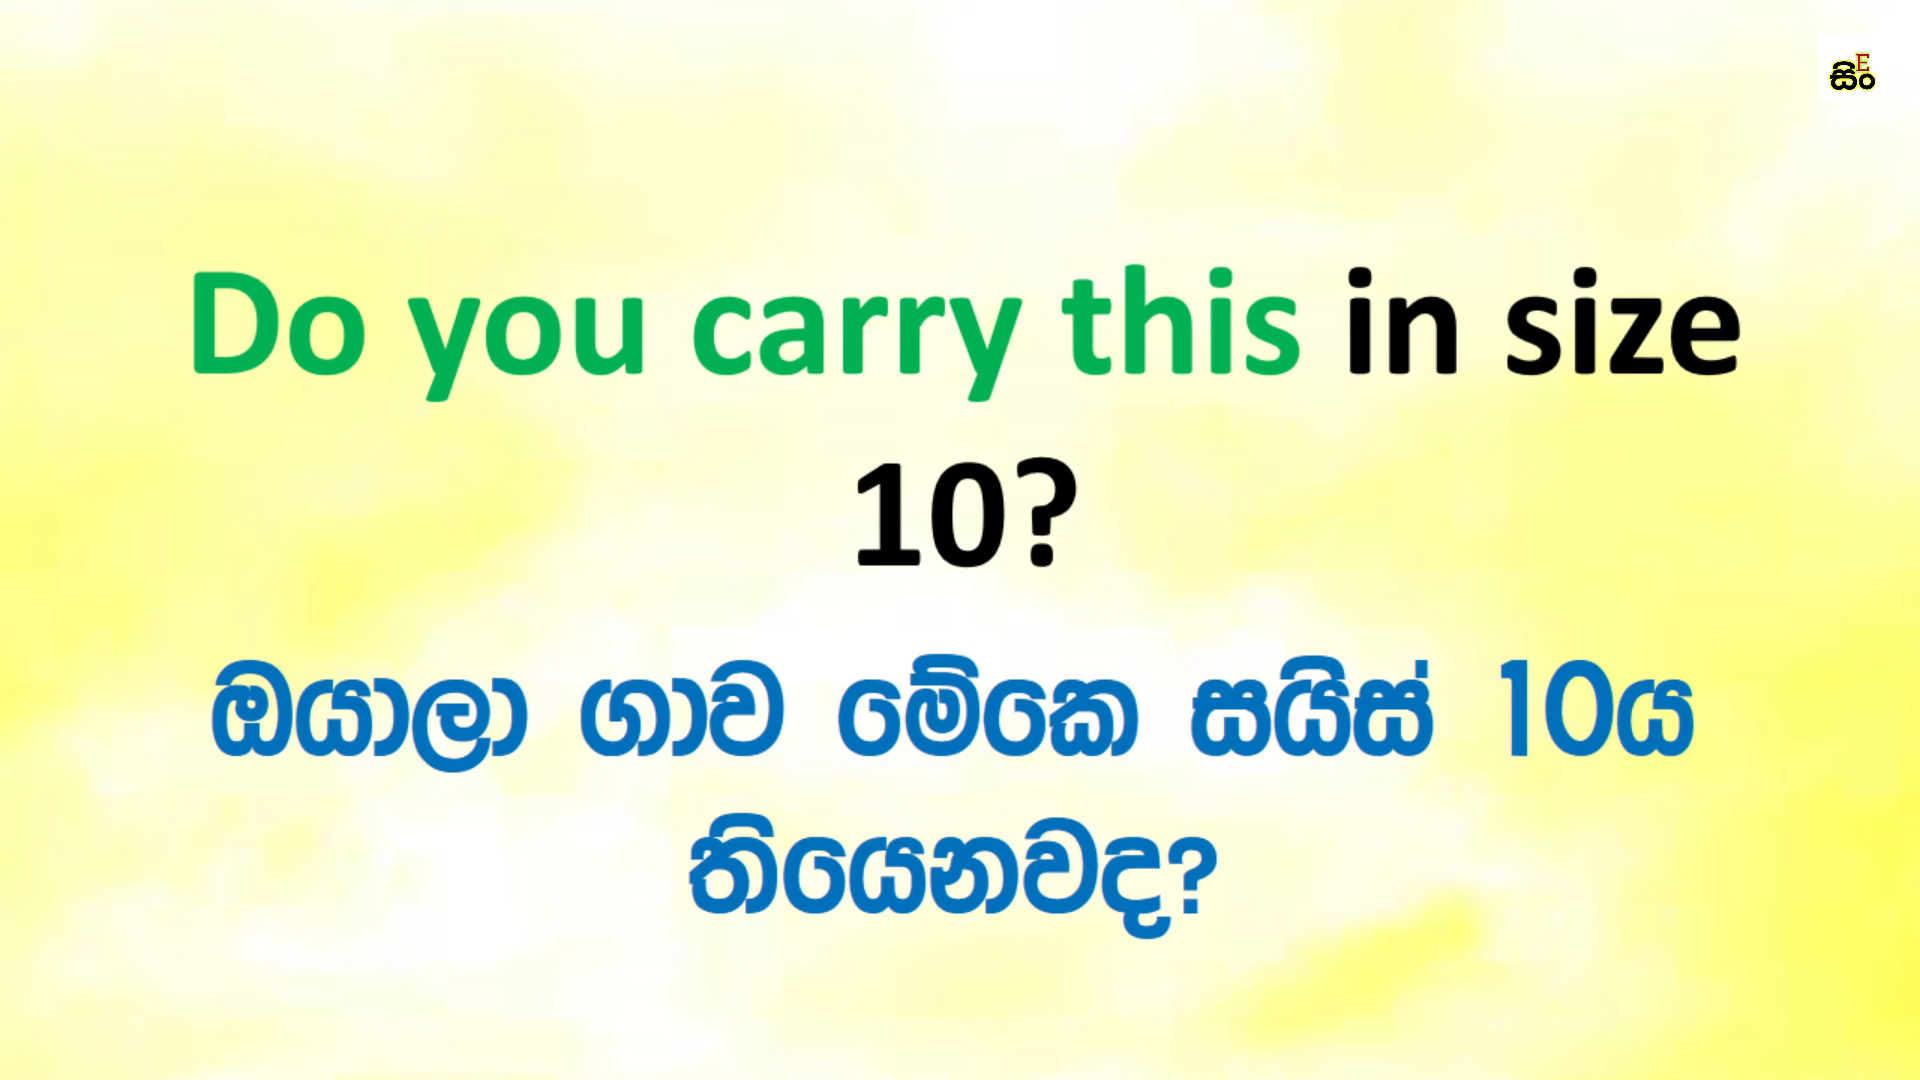 සිංE
Do you carry this in size
10?
ඔයාලා ගාව මේකෙ සයිස් 10ය
තියෙනවද?